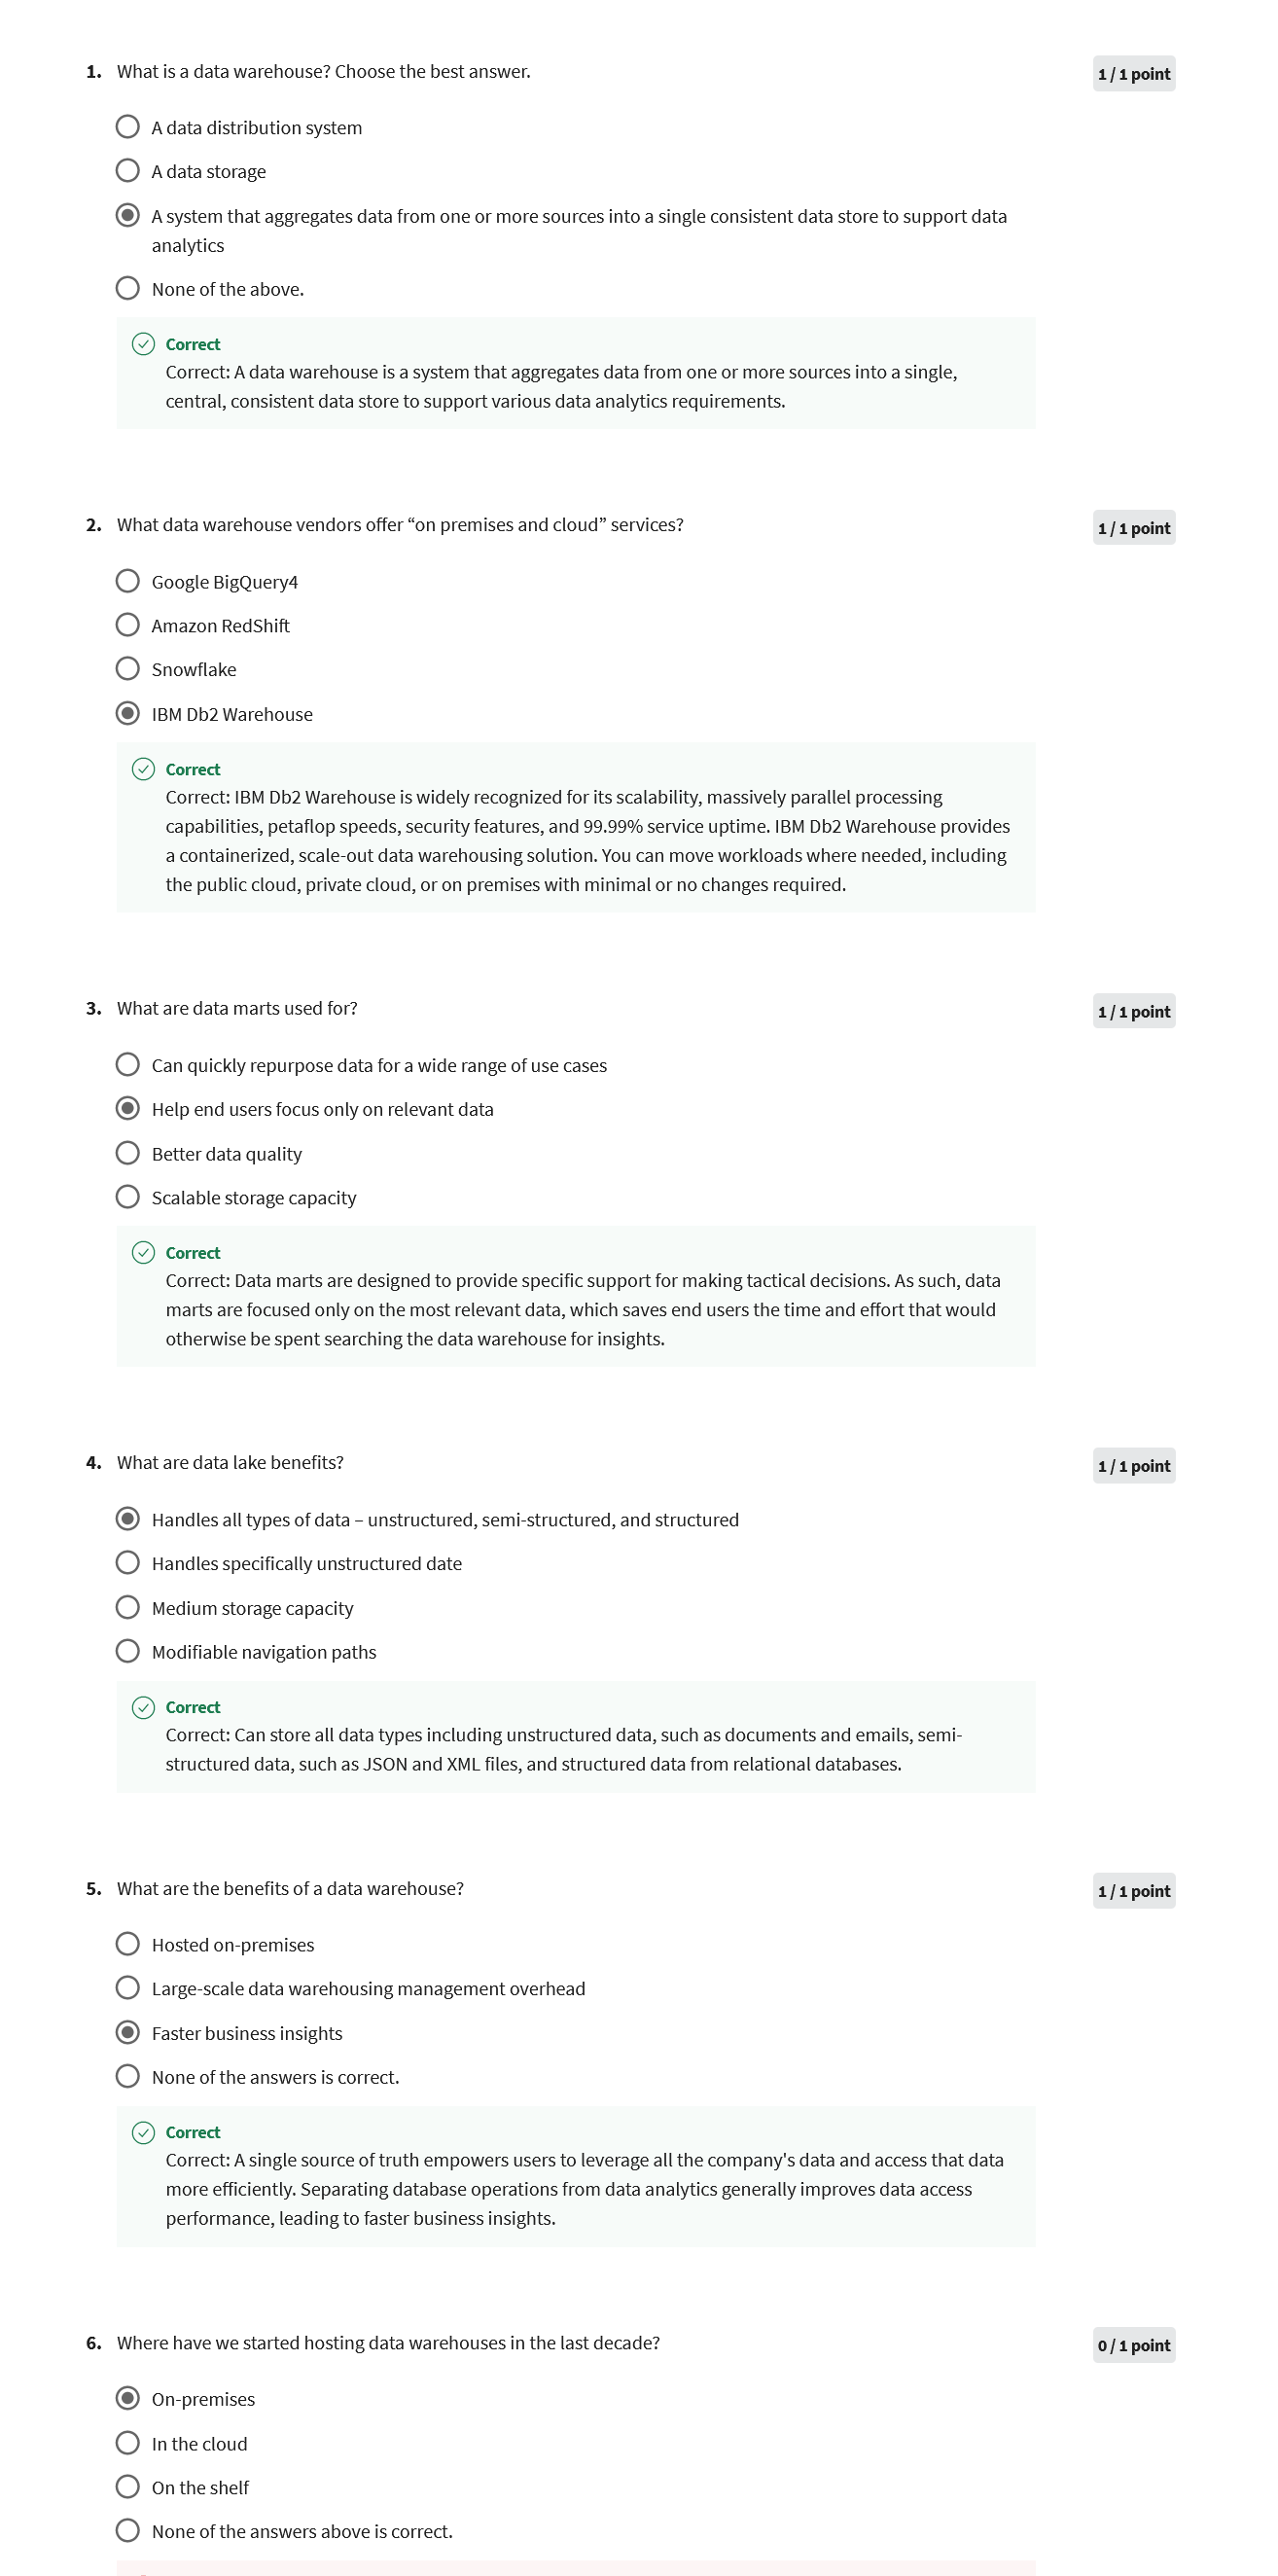 1. What is a data warehouse? Choose the best answer.
1 / 1 point
A data distribution system
A data storage
A system that aggregates data from one or more sources into a single consistent data store to support data
analytics
None of the above.
Correct
Correct: A data warehouse is a system that aggregates data from one or more sources into a single,
central, consistent data store to support various data analytics requirements.
2. What data warehouse vendors offer “on premises and cloud” services?
1 / 1 point
Google BigQuery4
Amazon RedShift
Snowflake
IBM Db2 Warehouse
Correct
Correct: IBM Db2 Warehouse is widely recognized for its scalability, massively parallel processing
capabilities, petaflop speeds, security features, and 99.99% service uptime. IBM Db2 Warehouse provides
a containerized, scale-out data warehousing solution. You can move workloads where needed, including
the public cloud, private cloud, or on premises with minimal or no changes required.
3. What are data marts used for?
1 / 1 point
Can quickly repurpose data for a wide range of use cases
Help end users focus only on relevant data
Better data quality
Scalable storage capacity
Correct
Correct: Data marts are designed to provide specific support for making tactical decisions. As such, data
marts are focused only on the most relevant data, which saves end users the time and effort that would
otherwise be spent searching the data warehouse for insights.
4. What are data lake benefits?
1 / 1 point
Handles all types of data – unstructured, semi-structured, and structured
Handles specifically unstructured date
Medium storage capacity
Modifiable navigation paths
Correct
Correct: Can store all data types including unstructured data, such as documents and emails, semi-
structured data, such as JSON and XML files, and structured data from relational databases.
5. What are the benefits of a data warehouse?
1 / 1 point
Hosted on-premises
Large-scale data warehousing management overhead
Faster business insights
None of the answers is correct.
Correct
Correct: A single source of truth empowers users to leverage all the company's data and access that data
more efficiently. Separating database operations from data analytics generally improves data access
performance, leading to faster business insights.
6. Where have we started hosting data warehouses in the last decade?
0 / 1 point
On-premises
In the cloud
On the shelf
None of the answers above is correct.